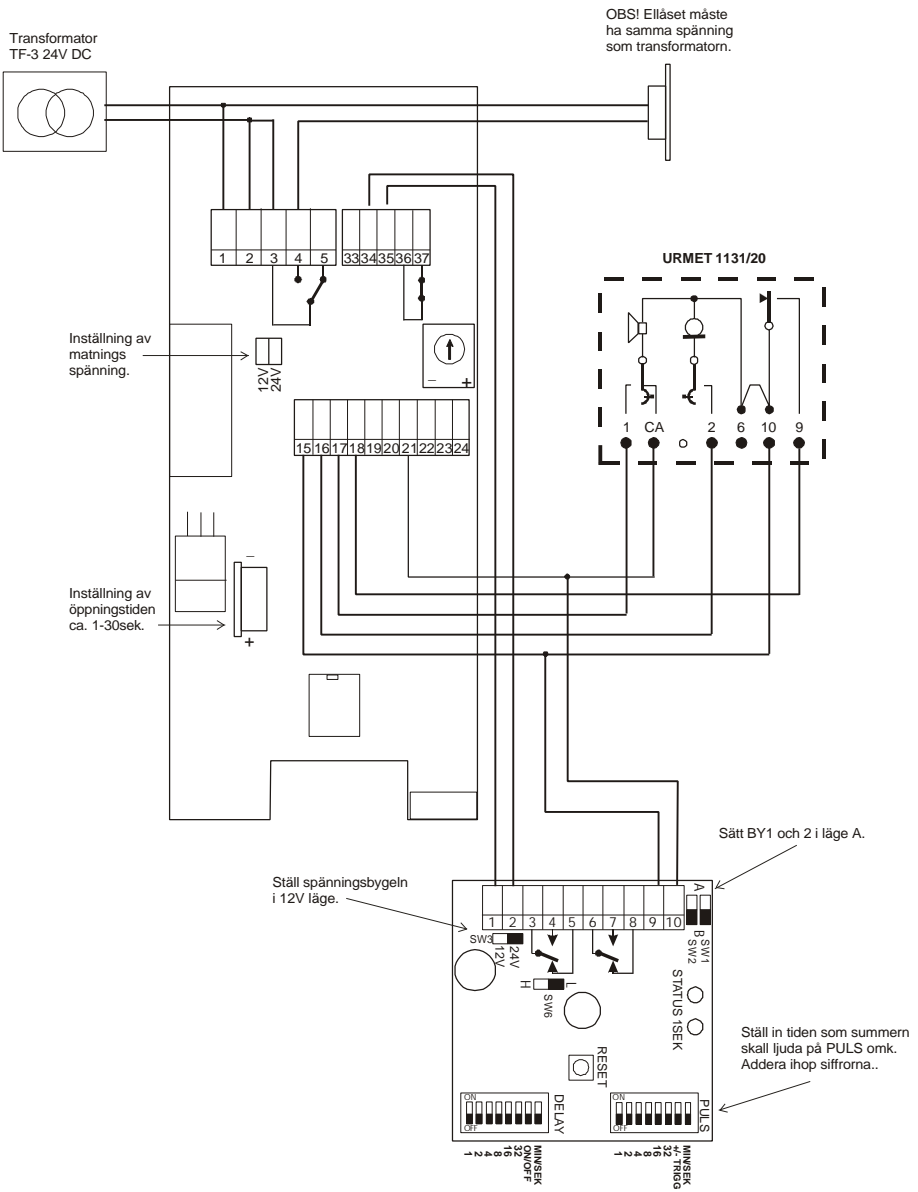 Transformator
TF-3 24V DC
OBS! Ellåset måste
ha samma spänning
som transformatorn.
1 2 3 4 5
33 34 35 36 37
URMET 1131/20
Inställning av
matnings
spänning.
12V
24V
– +
1 CA 2 6 10 9
15 16 17 18 19 20 21 22 23 24
Inställning av
öppningstiden
ca. 1-30sek.
–
+
Sätt BY1 och 2 i läge A.
Ställ spänningsbygeln
i 12V läge.
A
B
1 2 3 4 5 6 7 8 9 10
SW3
12V
24V
SW1
SW2
H
L
SW6
STATUS 1SEK
RESET
Ställ in tiden som summern
skall ljuda på PULS omk.
Addera ihop siffrorna..
ON
OFF
DELAY
ON
OFF
PULS
1
2
4
8
16
32
ON/OFF
MIN/SEK
1
2
4
8
16
32
+/- TRIGG
MIN/SEK